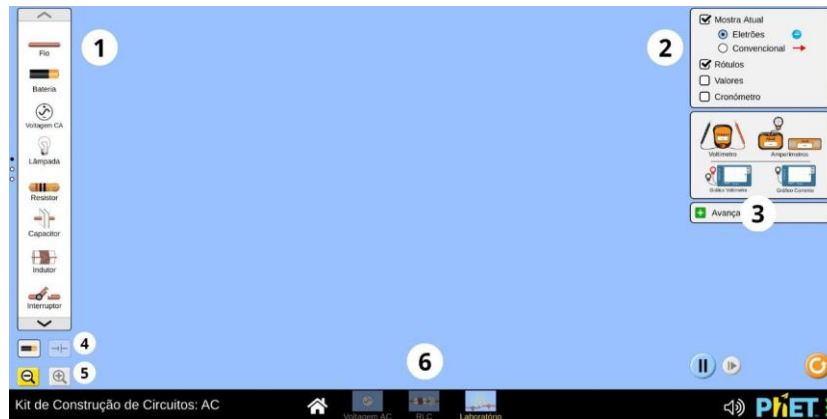 1
Fio
Bateria
Voltagem CA
Lâmpada
Resistor
Capacitor
Indutor
Interruptor
2
Mostra Atual
Eletrões
Convencional
Rótulos
Valores
Cronómetro
Voltímetro
Amperímetros
Gráfico Voltímetro
Gráfico Corrente
Avança
3
4
5
6
Kit de Construção de Circuitos: AC
Voltagem AC
RLC
Laboratório
PhET